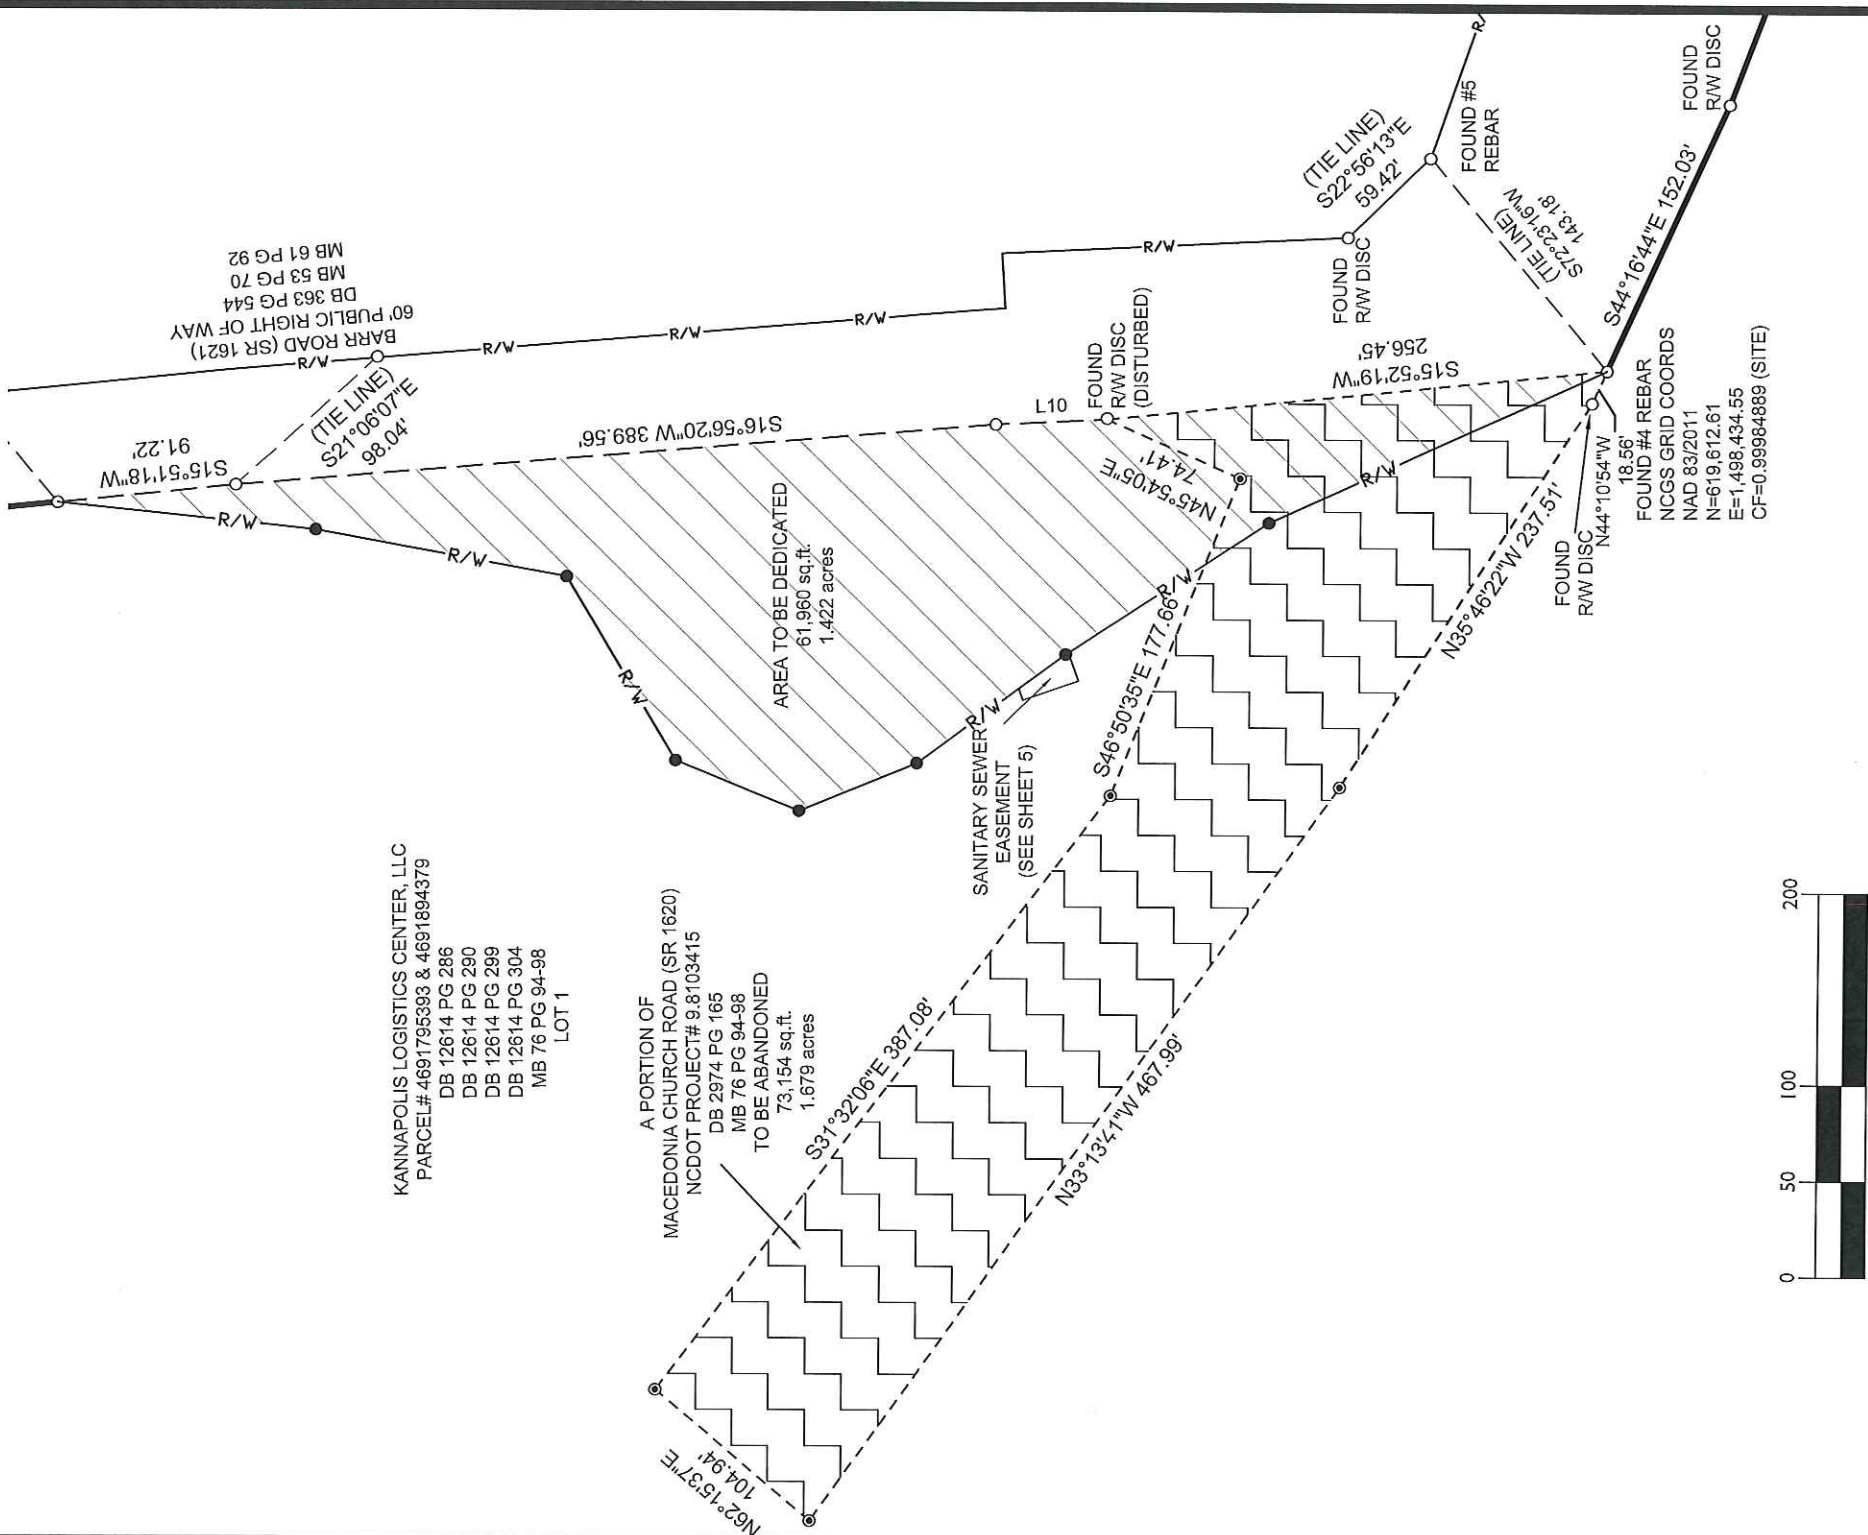 BARR ROAD (SR 1621)
60' PUBLIC RIGHT OF WAY
DB 363 PG 544
MB 53 PG 70
MB 61 PG 92
R/W
R/W
R/W
R/W
R/W
R/
S15°51'18"W
91.22'
(TIE LINE)
S21°06'07"E
98.04'
S16°56'20"W 389.56'
L10
FOUND
R/W DISC
(DISTURBED)
S15°52'19"W
256.45'
FOUND
R/W DISC
(TIE LINE)
S22°56'13"E
59.42'
FOUND #5
REBAR
(TIE LINE)
S72°23'16"W
143.18'
S44°16'44"E 152.03'
FOUND
R/W DISC
R/W
R/W
R/W
R/W
R/W
R/W
AREA TO BE DEDICATED
61,960 sq.ft.
1.422 acres
N45°54'05"E
74.41'
S46°50'35"E 177.66'
SANITARY SEWER
EASEMENT
(SEE SHEET 5)
N35°46'22"W 237.51'
FOUND
R/W DISC
N44°10'54"W
18.56'
FOUND #4 REBAR
NCGS GRID COORDS
NAD 83/2011
N=619,612.61
E=1,498,434.55
CF=0.99984889 (SITE)
KANNAPOLIS LOGISTICS CENTER, LLC
PARCEL# 4691795393 & 4691894379
DB 12614 PG 286
DB 12614 PG 290
DB 12614 PG 299
DB 12614 PG 304
MB 76 PG 94-98
LOT 1
A PORTION OF
MACEDONIA CHURCH ROAD (SR 1620)
NCDOT PROJECT# 9.8103415
DB 2974 PG 165
MB 76 PG 94-98
TO BE ABANDONED
73,154 sq.ft.
1.679 acres
S31°32'06"E 387.08'
N33°13'41"W 467.99'
N62°15'37"E
104.94'
0 50 100 200